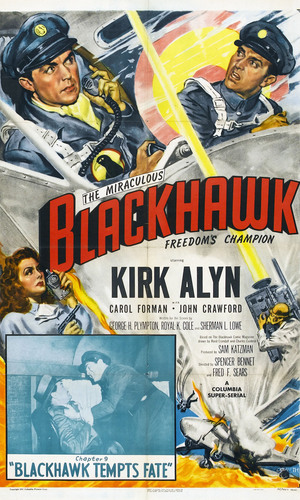 THE MIRACULOUS
BLACKHAWK
FREEDOM'S CHAMPION
starring
KIRK ALYN
with
CAROL FORMAN - JOHN CRAWFORD
Written for the Screen by
GEORGE H. PLYMPTON, ROYAL K. COLE and SHERMAN L. LOWE
Produced by SAM KATZMAN
Directed by SPENCER BENNET
and FRED F. SEARS
A COLUMBIA
SUPER-SERIAL
Chapter 9
"BLACKHAWK TEMPTS FATE"